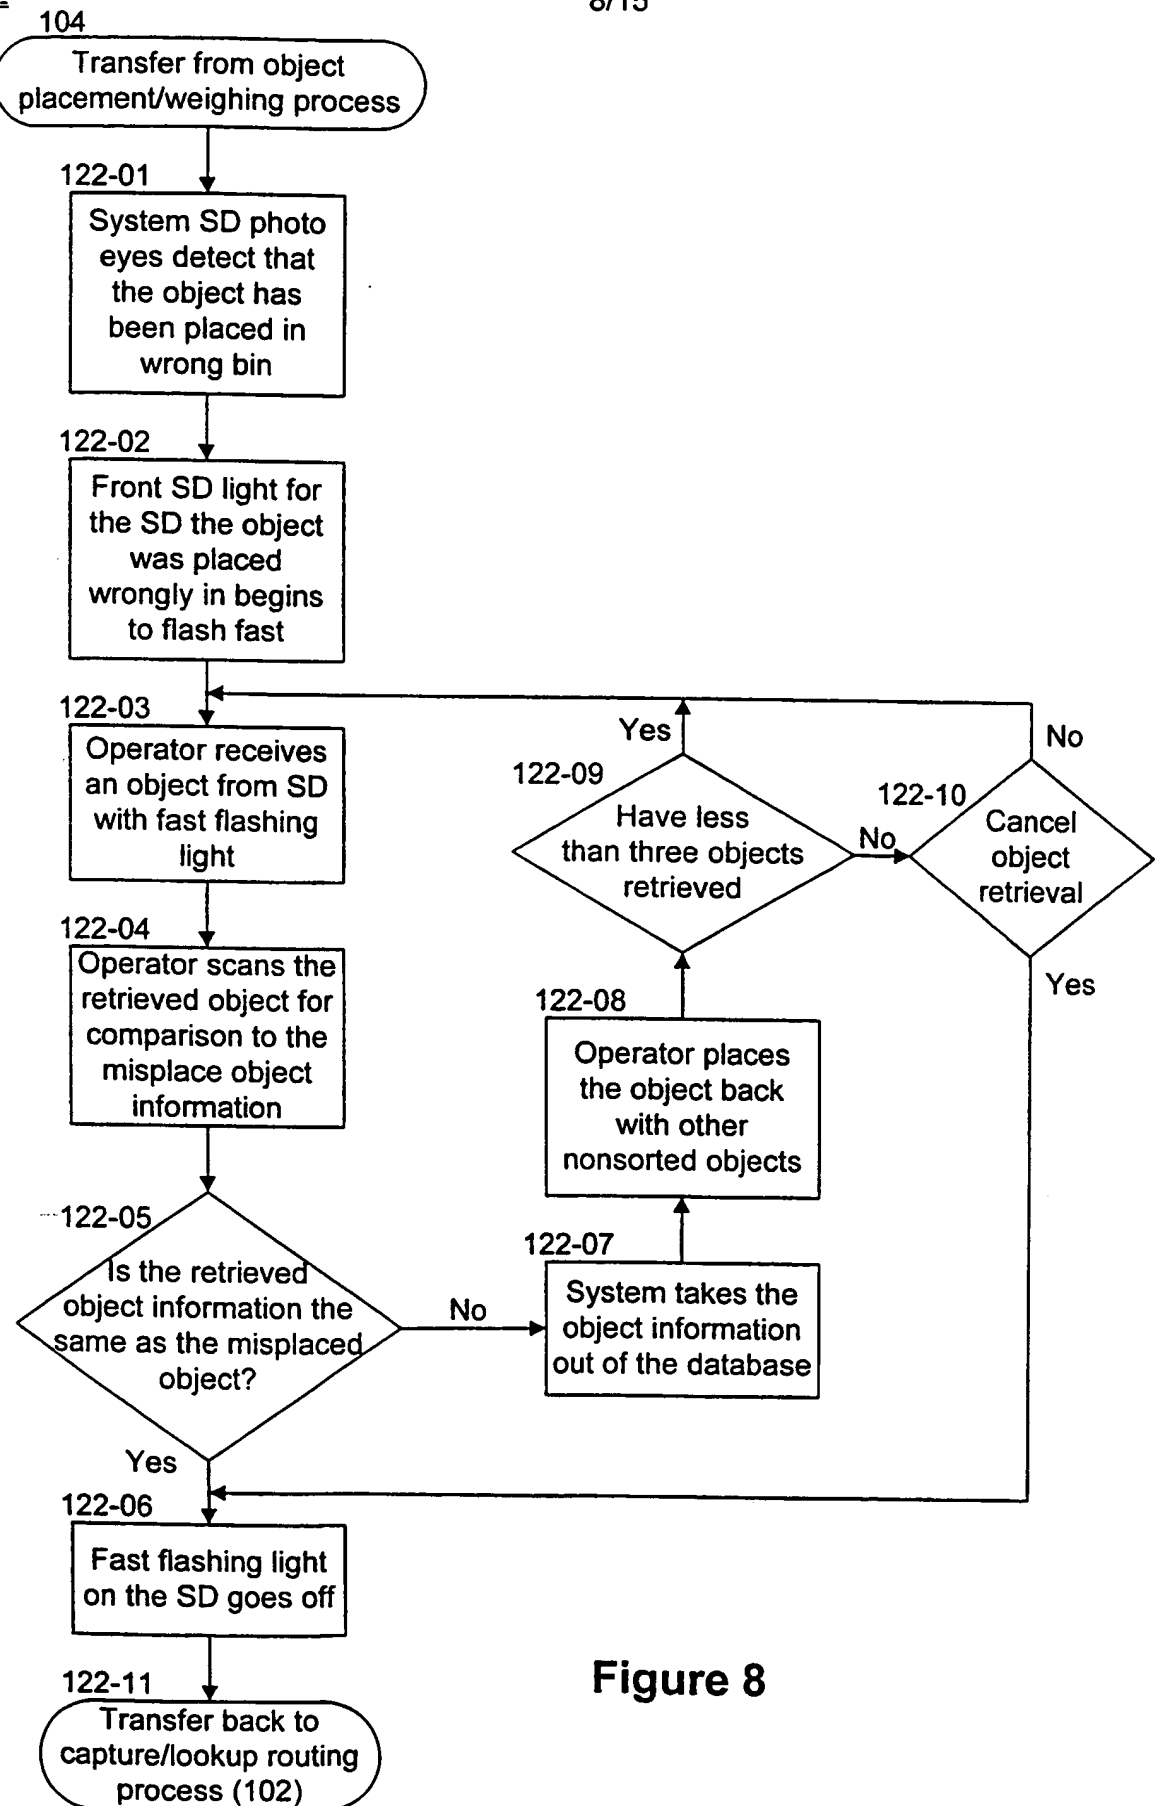 8/15
104
Transfer from object
placement/weighing process
122-01
System SD photo
eyes detect that
the object has
been placed in
wrong bin
122-02
Front SD light for
the SD the object
was placed
wrongly in begins
to flash fast
122-03
Operator receives
an object from SD
with fast flashing
light
122-04
Operator scans the
retrieved object for
comparison to the
misplace object
information
122-05
Is the retrieved
object information the
same as the misplaced
object?
No
Yes
122-06
Fast flashing light
on the SD goes off
122-11
Transfer back to
capture/lookup routing
process (102)
122-07
System takes the
object information
out of the database
122-08
Operator places
the object back
with other
nonsorted objects
122-09
Have less
than three objects
retrieved
Yes
No
122-10
Cancel
object
retrieval
No
Yes
Figure 8